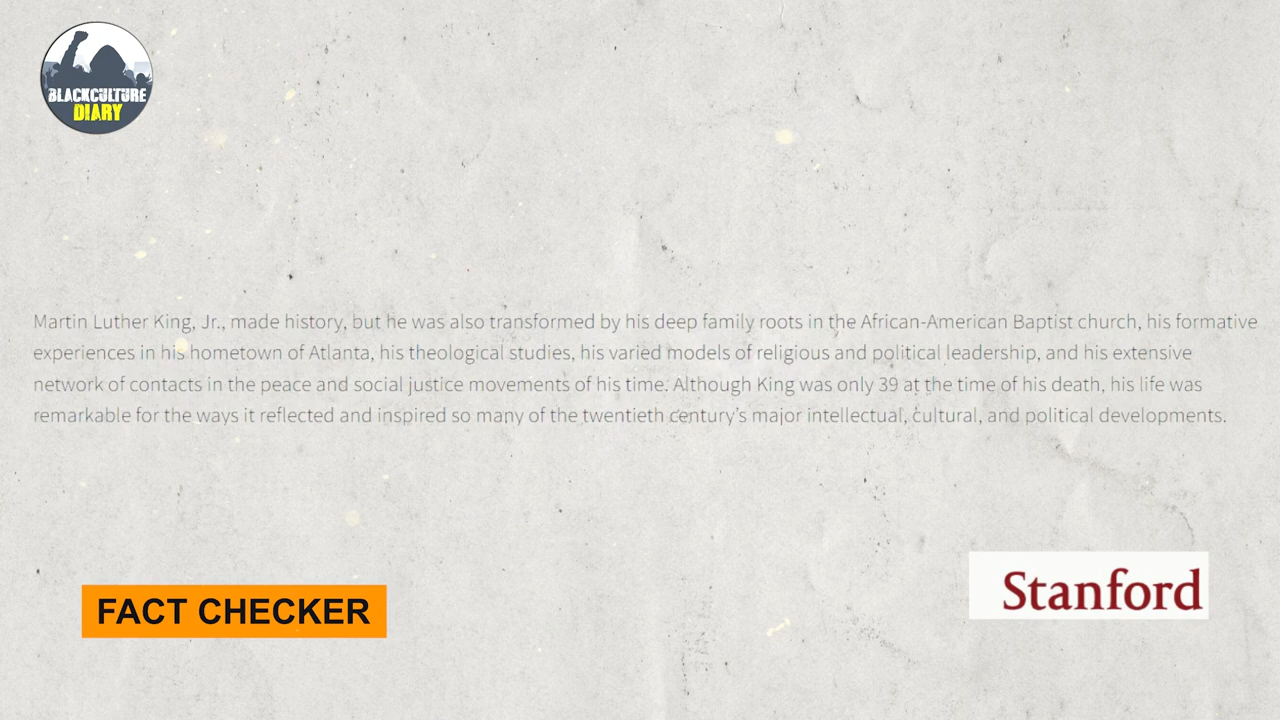 BLACKCULTURE
DIARY
Martin Luther King, Jr., made history, but he was also transformed by his deep family roots in the African-American Baptist church, his formative
experiences in his hometown of Atlanta, his theological studies, his varied models of religious and political leadership, and his extensive
network of contacts in the peace and social justice movements of his time. Although King was only 39 at the time of his death, his life was
remarkable for the ways it reflected and inspired so many of the twentieth century’s major intellectual, cultural, and political developments.
FACT CHECKER
Stanford